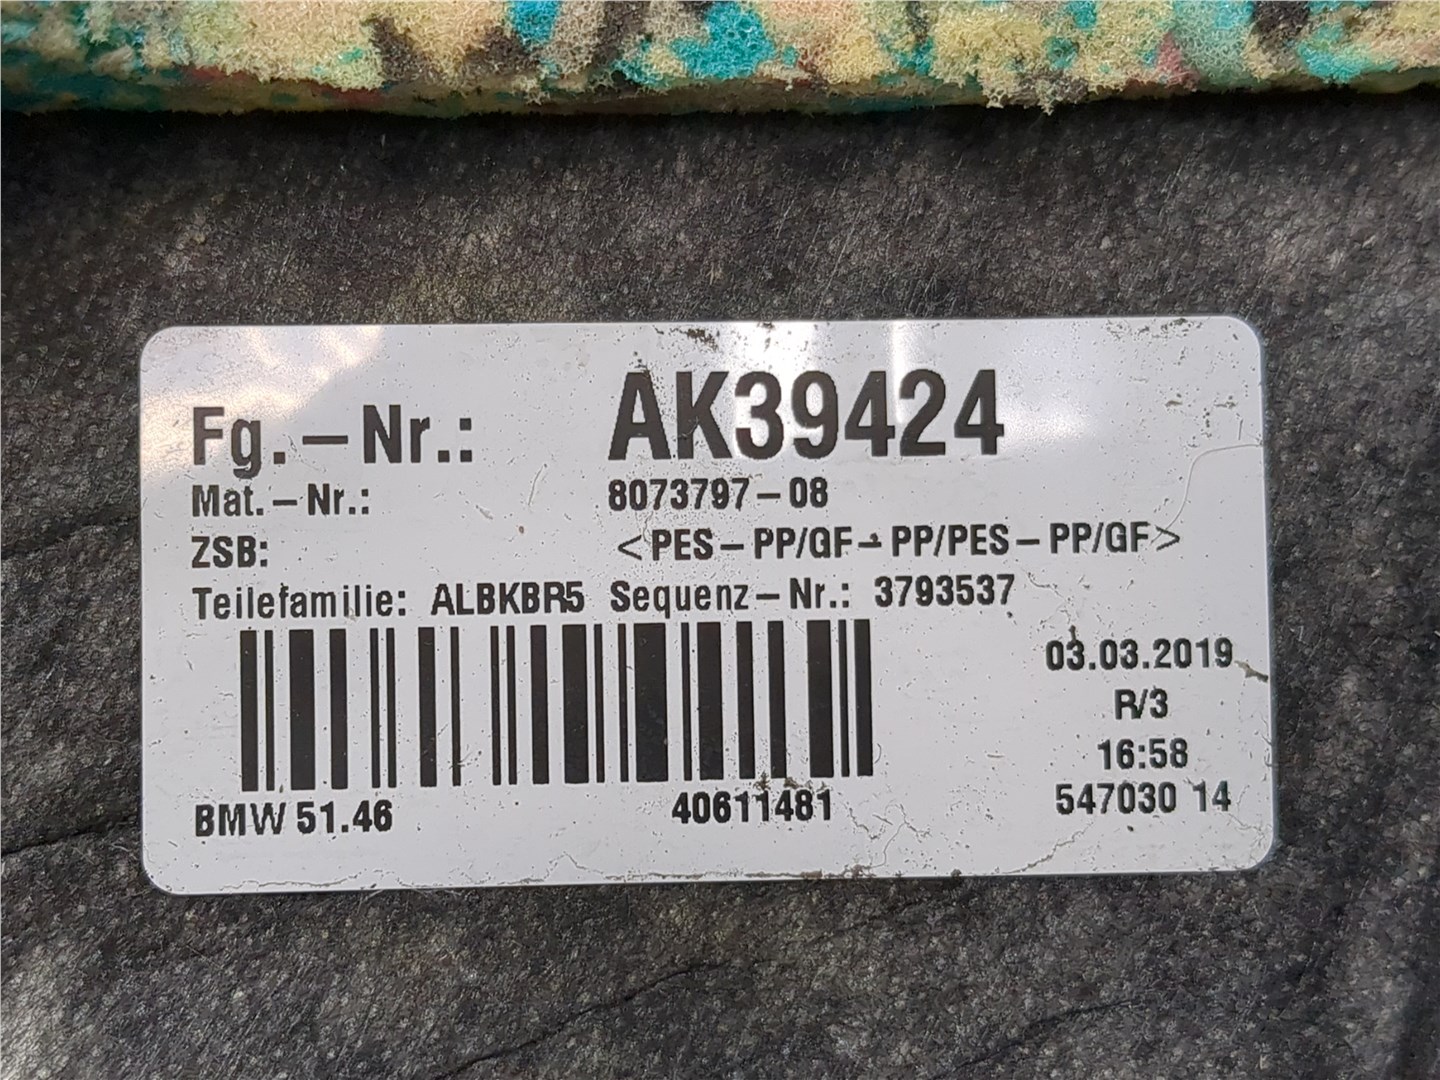 Fg.-Nr.: AK39424
Mat.-Nr.: 8073797-08
ZSB: <PES-PP/GF-PP/PES-PP/GF>
Teilefamilie: ALBKBR5 Sequenz-Nr.: 3793537
03.03.2019
R/3
16:58
BMW 51.46 40611481 547030 14